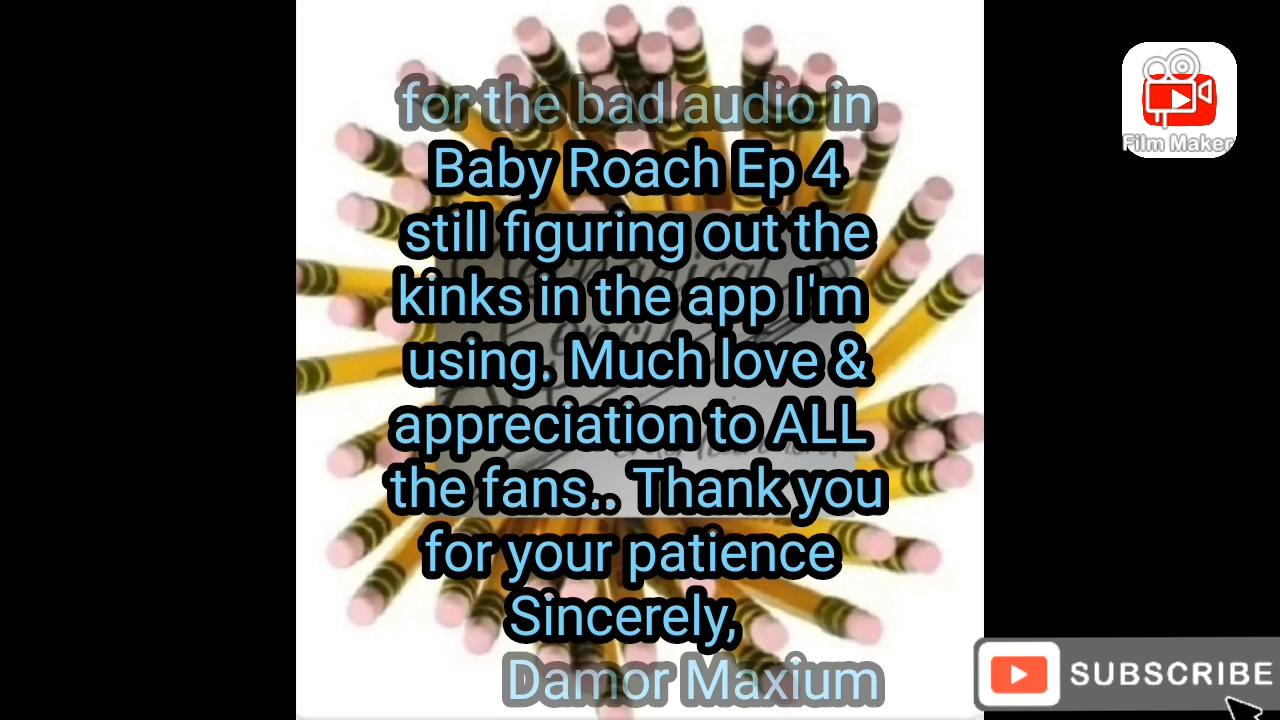 for the bad audio in
Baby Roach Ep 4
still figuring out the
kinks in the app I'm
using. Much love &
appreciation to ALL
the fans.. Thank you
for your patience
Sincerely,
Damor Maxium
Film Maker
SUBSCRIBE